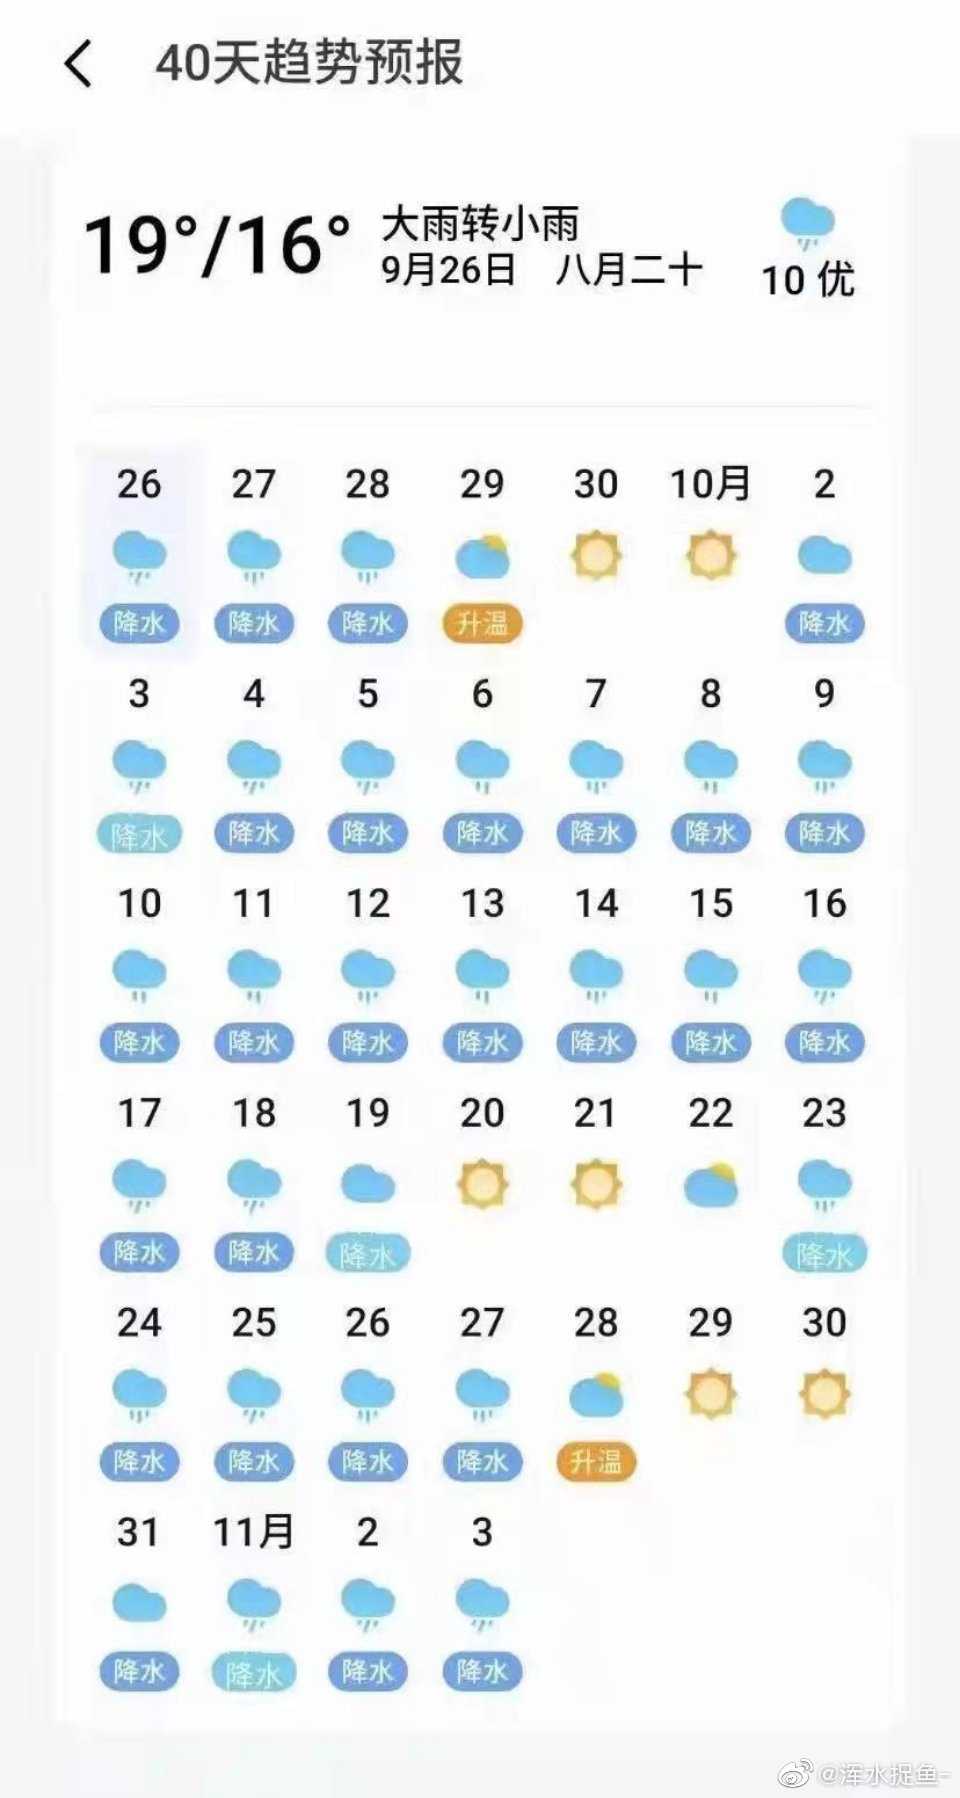 40天趋势预报
19°/16°
大雨转小雨
9月26日 八月二十
10 优
26 27 28 29 30 10月 2
降水 降水 降水 升温 降水
3 4 5 6 7 8 9
降水 降水 降水 降水 降水 降水 降水
10 11 12 13 14 15 16
降水 降水 降水 降水 降水 降水 降水
17 18 19 20 21 22 23
降水 降水 降水 降水
24 25 26 27 28 29 30
降水 降水 降水 降水 升温
31 11月 2 3
降水 降水 降水 降水
@浑水捉鱼-